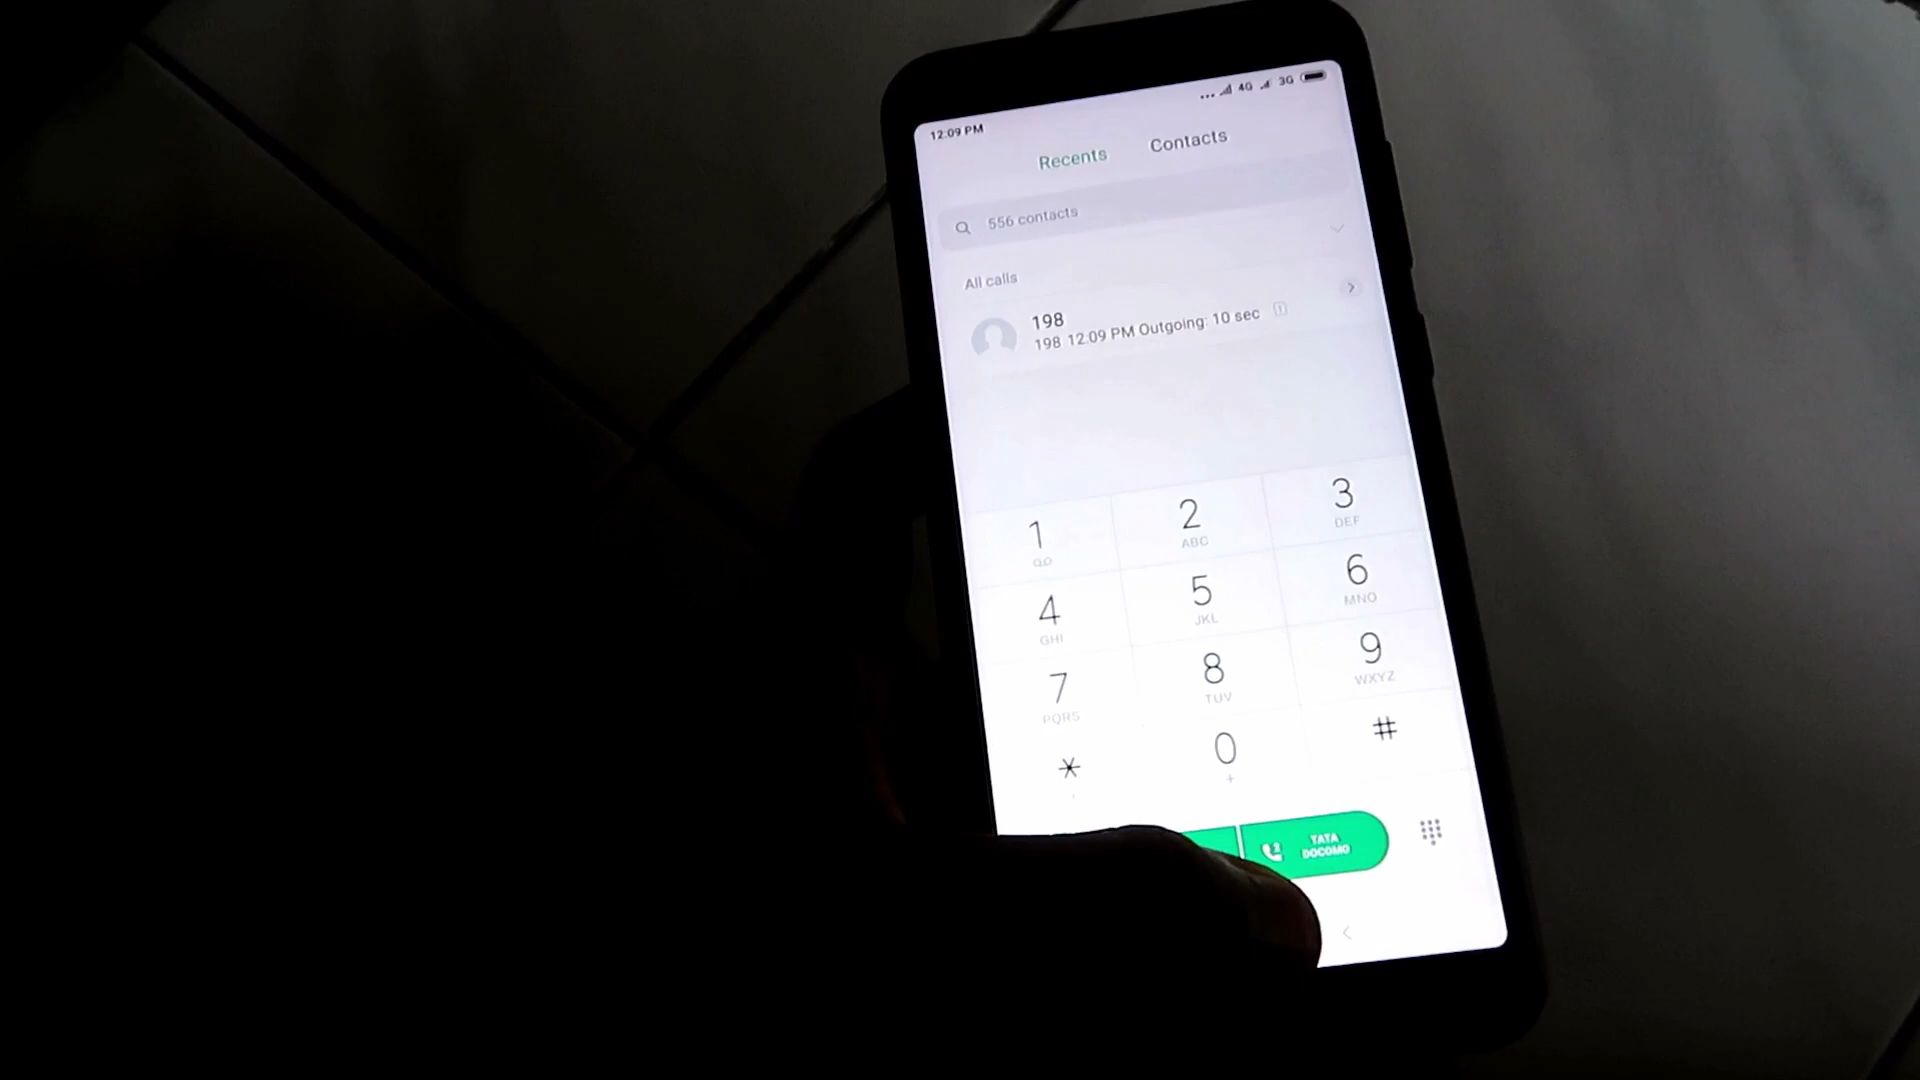 12:09 PM
4G 3G
Recents Contacts
556 contacts
All calls
198
198 12:09 PM Outgoing: 10 sec 1
1 2 3
ABC DEF
4 5 6
GHI JKL MNO
7 8 9
PQRS TUV WXYZ
* 0 #
, +
2 TATA
DOCOMO